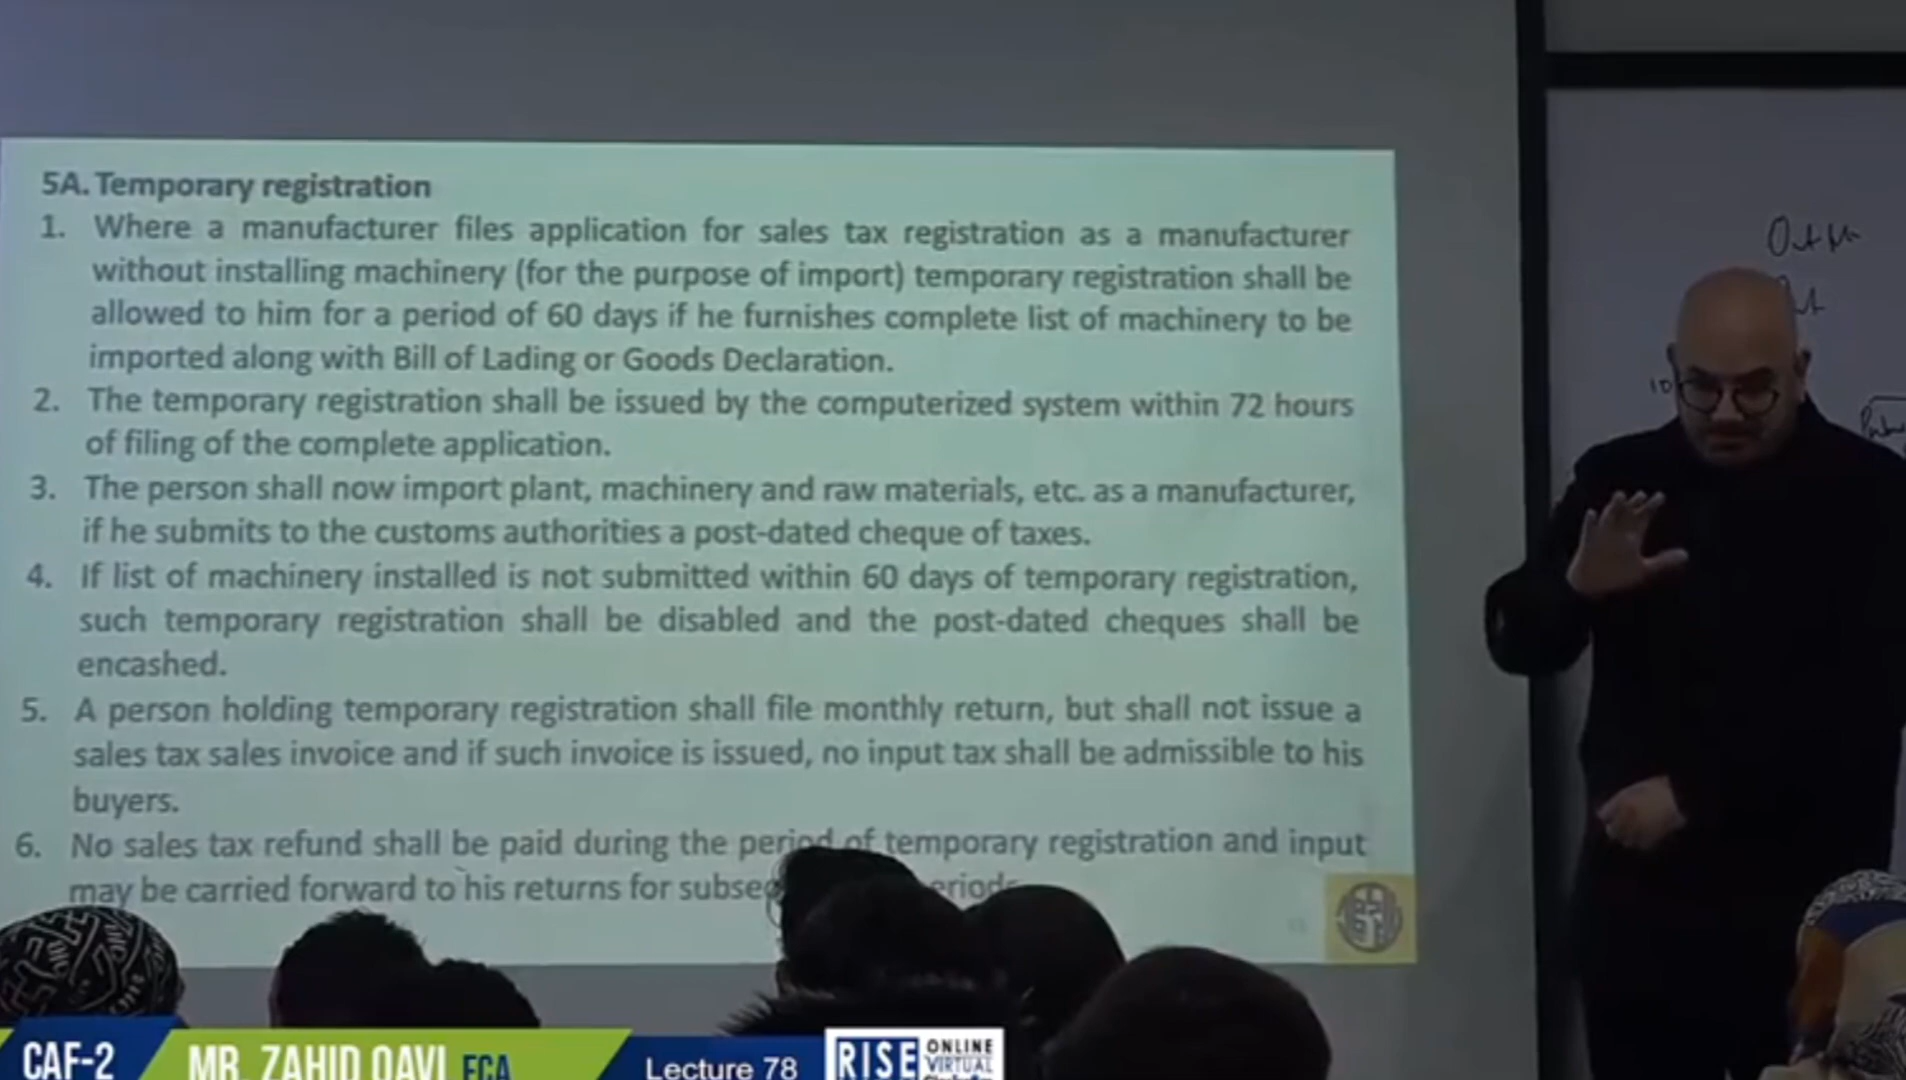 5A. Temporary registration
1. Where a manufacturer files application for sales tax registration as a manufacturer
without installing machinery (for the purpose of import) temporary registration shall be
allowed to him for a period of 60 days if he furnishes complete list of machinery to be
imported along with Bill of Lading or Goods Declaration.
2. The temporary registration shall be issued by the computerized system within 72 hours
of filing of the complete application.
3. The person shall now import plant, machinery and raw materials, etc. as a manufacturer,
if he submits to the customs authorities a post-dated cheque of taxes.
4. If list of machinery installed is not submitted within 60 days of temporary registration,
such temporary registration shall be disabled and the post-dated cheques shall be
encashed.
5. A person holding temporary registration shall file monthly return, but shall not issue a
sales tax sales invoice and if such invoice is issued, no input tax shall be admissible to his
buyers.
6. No sales tax refund shall be paid during the period of temporary registration and input
may be carried forward to his returns for
10
CAF-2
MR. ZAHID QAVI FCA
Lecture 78
RISE ONLINE
VIRTUAL